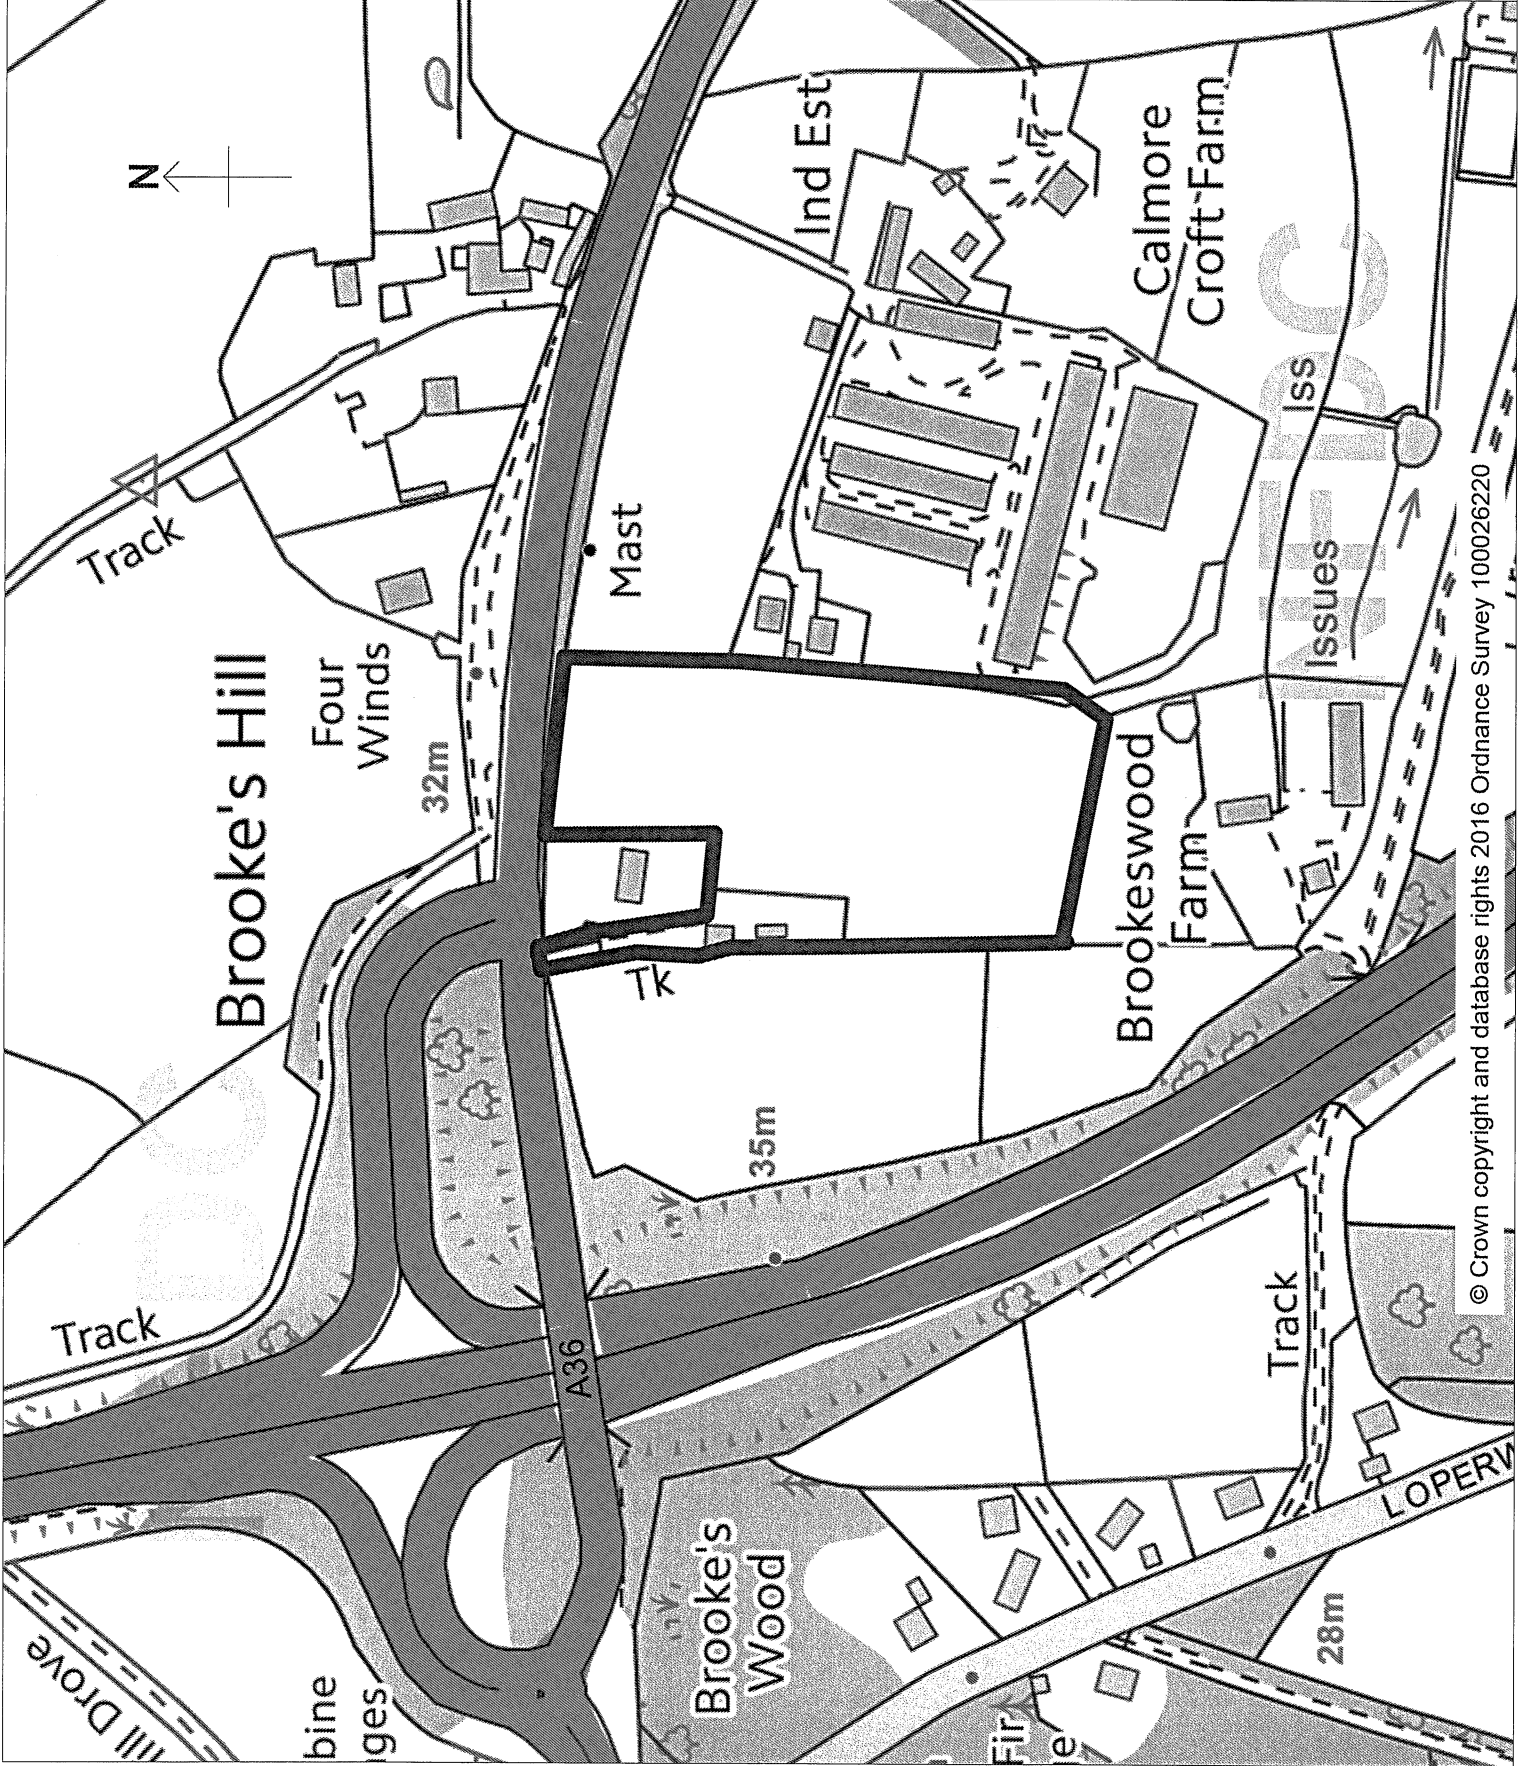 Drove
Track
Track
N
DC
Brooke's Hill
bine
ges
Four
Winds
32m
A36
Mast
Tk
Brooke's
Wood
35m
Ind Est
Fir
Brookeswood
Farm
Calmore
Croft Farm
Track
Issues
Iss
28m
NFDC
LOPERW
© Crown copyright and database rights 2016 Ordnance Survey 100026220